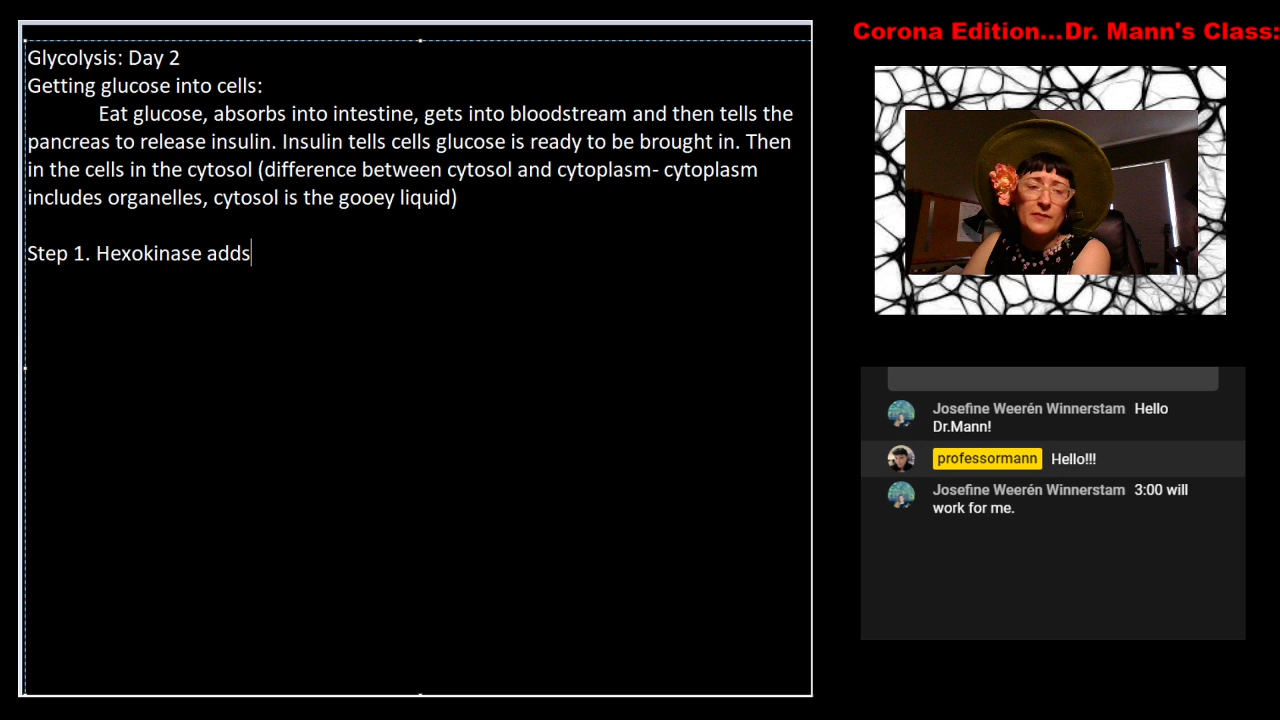 Glycolysis: Day 2
Getting glucose into cells:
Eat glucose, absorbs into intestine, gets into bloodstream and then tells the
pancreas to release insulin. Insulin tells cells glucose is ready to be brought in. Then
in the cells in the cytosol (difference between cytosol and cytoplasm- cytoplasm
includes organelles, cytosol is the gooey liquid)
Step 1. Hexokinase adds
Corona Edition...Dr. Mann's Class:
Josefine Weerén Winnerstam Hello
Dr.Mann!
professormann Hello!!!
Josefine Weerén Winnerstam 3:00 will
work for me.